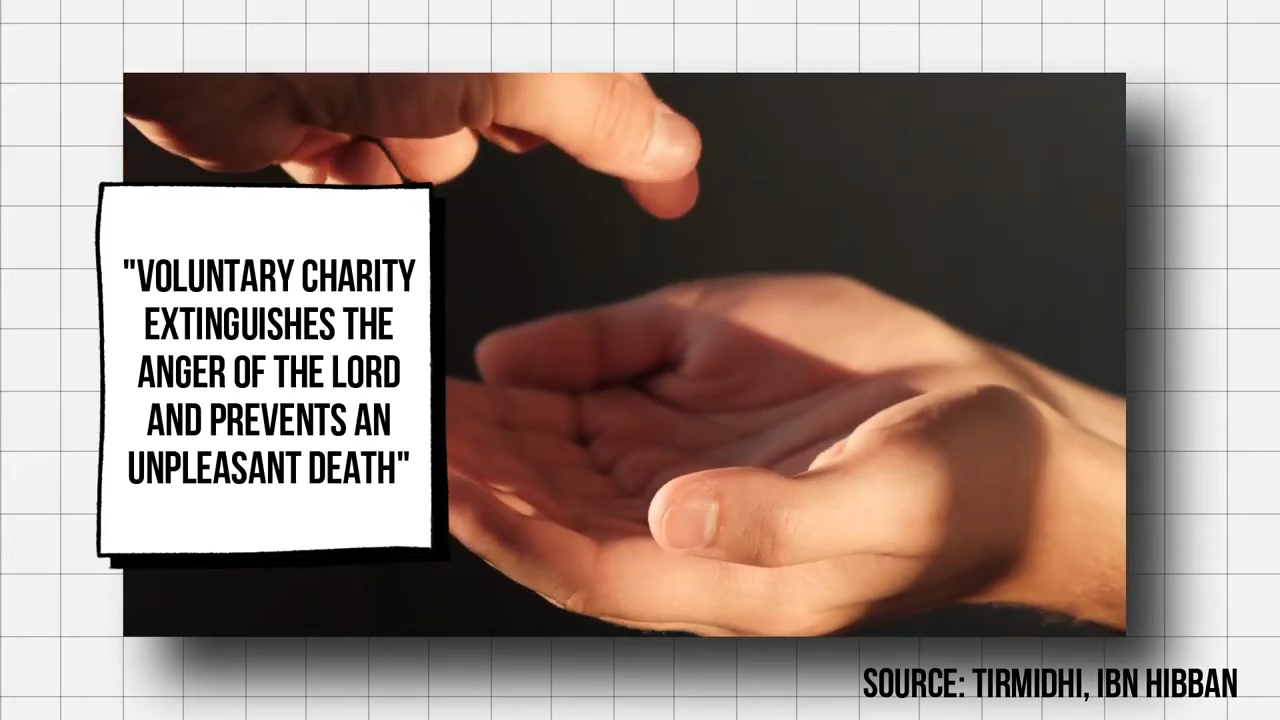 "VOLUNTARY CHARITY
EXTINGUISHES THE
ANGER OF THE LORD
AND PREVENTS AN
UNPLEASANT DEATH"
SOURCE: TIRMIDHI, IBN HIBBAN